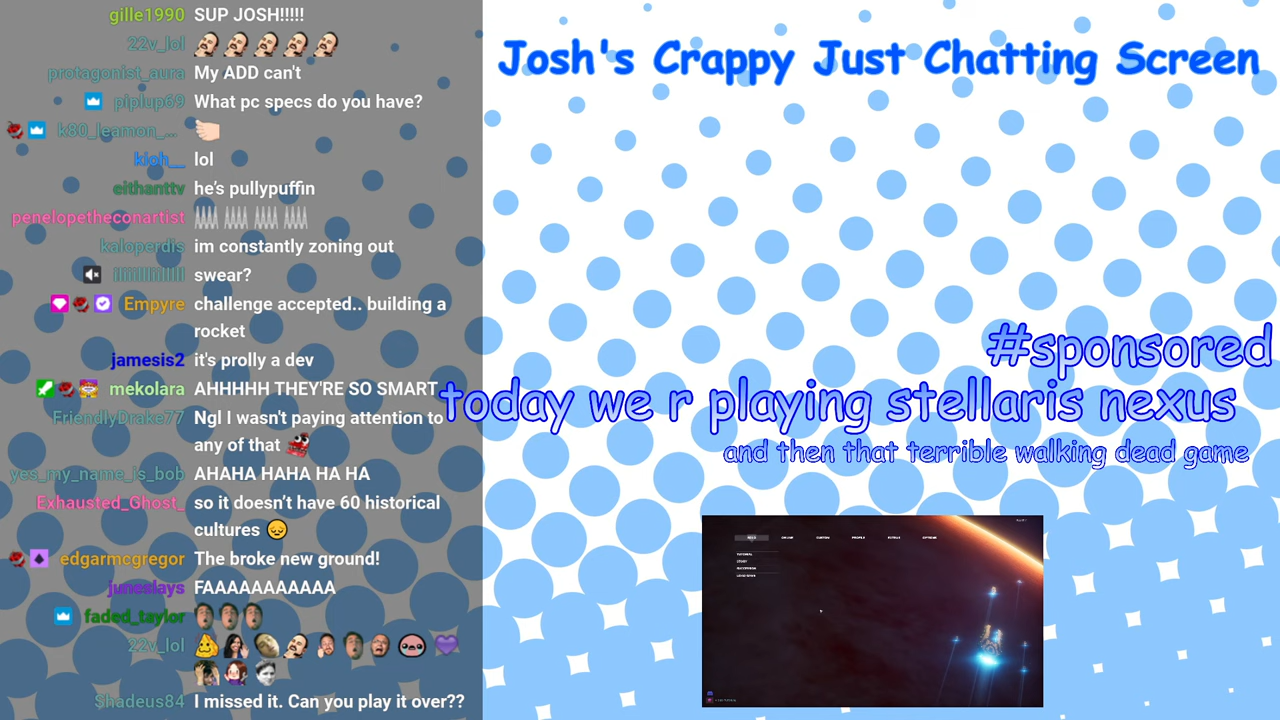 gille1990 SUP JOSH!!!!!
22v_lol
protagonist_aura My ADD can't
piplup69 What pc specs do you have?
k80_leamon_...
kioh__ lol
eithanttv he's pullypuffin
penelopetheconartist
kaloperdis im constantly zoning out
swear?
Empyre challenge accepted.. building a
rocket
jamesis2 it's prolly a dev
mekolara AHHHHH THEY'RE SO SMART
FriendlyDrake77 Ngl I wasn't paying attention to
any of that
yes_my_name_is_bob AHAHA HAHA HA HA
Exhausted_Ghost_ so it doesn't have 60 historical
cultures
edgarmcgregor The broke new ground!
juneslays FAAAAAAAAAAA
faded_taylor
22v_lol
Shadeus84 I missed it. Can you play it over??
Josh's Crappy Just Chatting Screen
#sponsored
today we r playing stellaris nexus
and then that terrible walking dead game